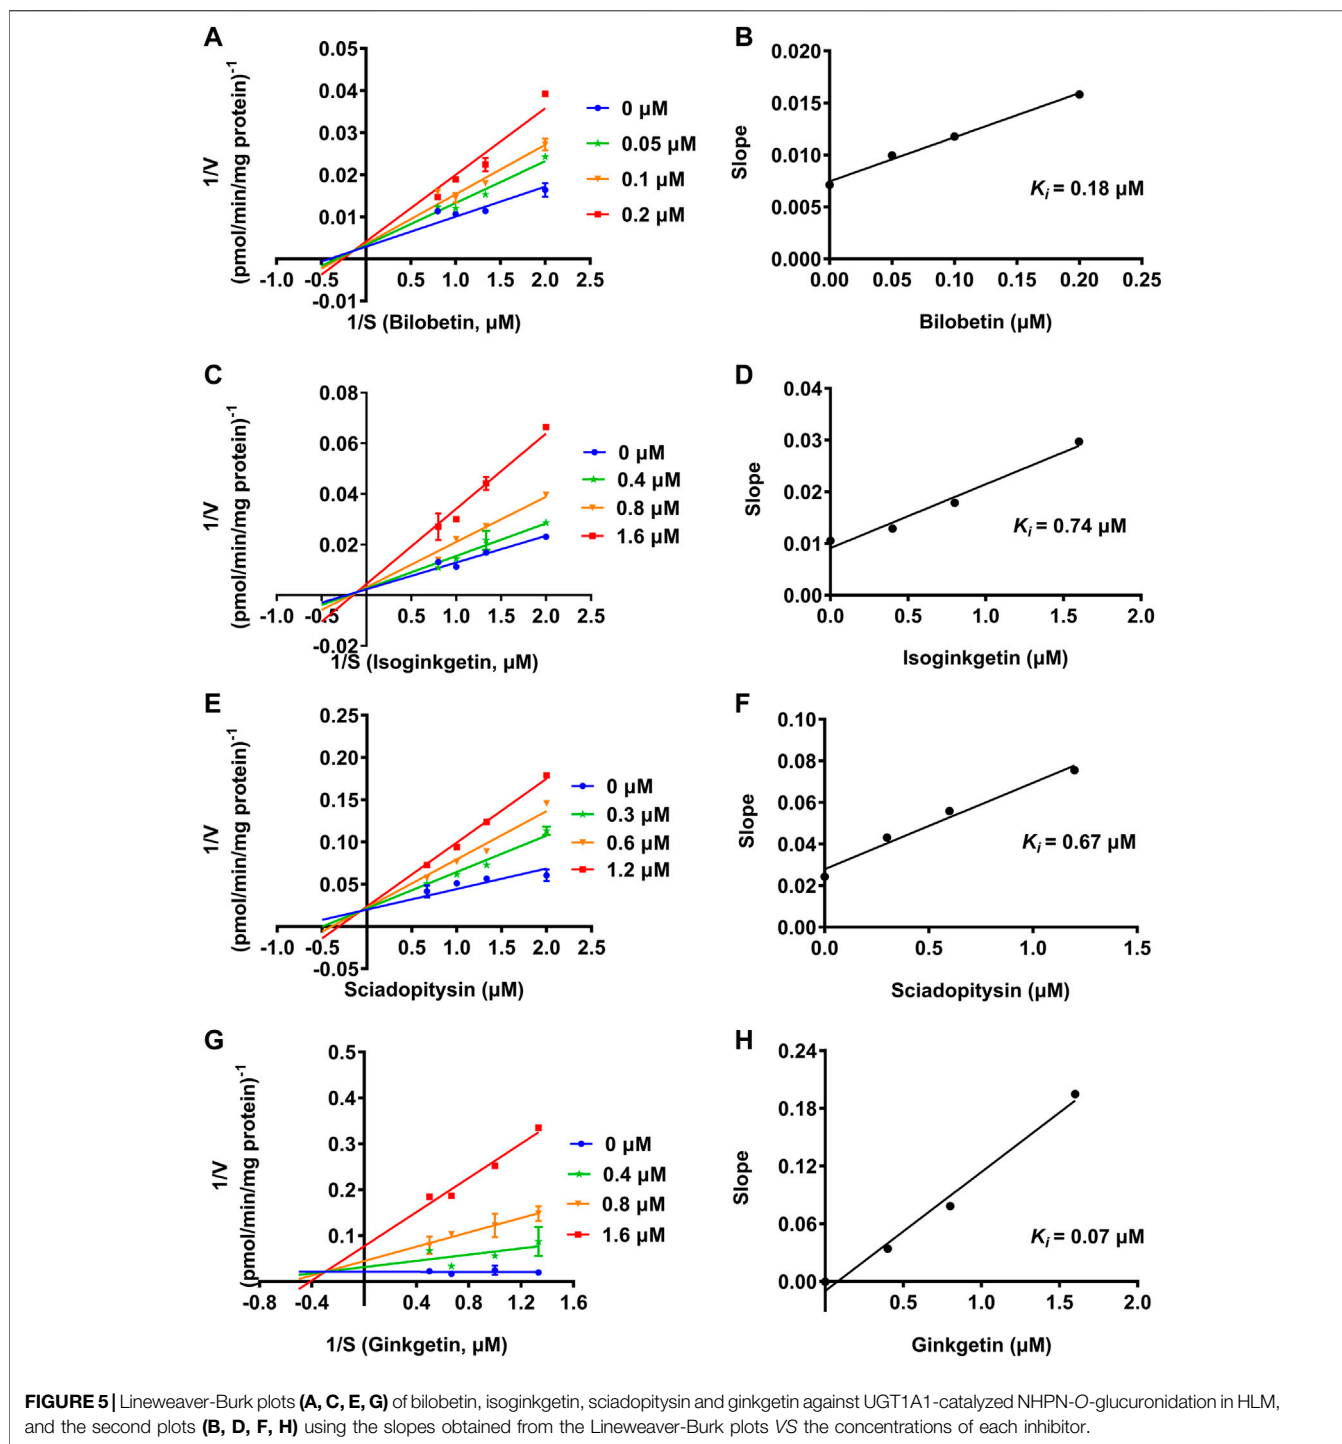 A
0.05
0.04
0.03
0.02
0.01
-0.01
-1.0 -0.5 0.5 1.0 1.5 2.0 2.5
1/V
(pmol/min/mg protein)-1
1/S (Bilobetin, µM)
0 µM
0.05 µM
0.1 µM
0.2 µM
B
0.020
0.015
0.010
0.005
0.000
0.00 0.05 0.10 0.15 0.20 0.25
Slope
Ki = 0.18 µM
Bilobetin (µM)
C
0.08
0.06
0.04
0.02
-0.02
-1.0 -0.5 0.5 1.0 1.5 2.0 2.5
1/V
(pmol/min/mg protein)-1
1/S (Isoginkgetin, µM)
0 µM
0.4 µM
0.8 µM
1.6 µM
D
0.04
0.03
0.02
0.01
0.00
0.0 0.5 1.0 1.5 2.0
Slope
Ki = 0.74 µM
Isoginkgetin (µM)
E
0.25
0.20
0.15
0.10
0.05
-0.05
-1.0 -0.5 0.5 1.0 1.5 2.0 2.5
1/V
(pmol/min/mg protein)-1
Sciadopitysin (µM)
0 µM
0.3 µM
0.6 µM
1.2 µM
F
0.10
0.08
0.06
0.04
0.02
0.00
0.0 0.5 1.0 1.5
Slope
Ki = 0.67 µM
Sciadopitysin (µM)
G
0.5
0.4
0.3
0.2
0.1
-0.8 -0.4 0.4 0.8 1.2 1.6
1/V
(pmol/min/mg protein)-1
1/S (Ginkgetin, µM)
0 µM
0.4 µM
0.8 µM
1.6 µM
H
0.24
0.18
0.12
0.06
0.00
0.5 1.0 1.5 2.0
Slope
Ki = 0.07 µM
Ginkgetin (µM)
FIGURE 5 | Lineweaver-Burk plots (A, C, E, G) of bilobetin, isoginkgetin, sciadopitysin and ginkgetin against UGT1A1-catalyzed NHPN-O-glucuronidation in HLM,
and the second plots (B, D, F, H) using the slopes obtained from the Lineweaver-Burk plots VS the concentrations of each inhibitor.